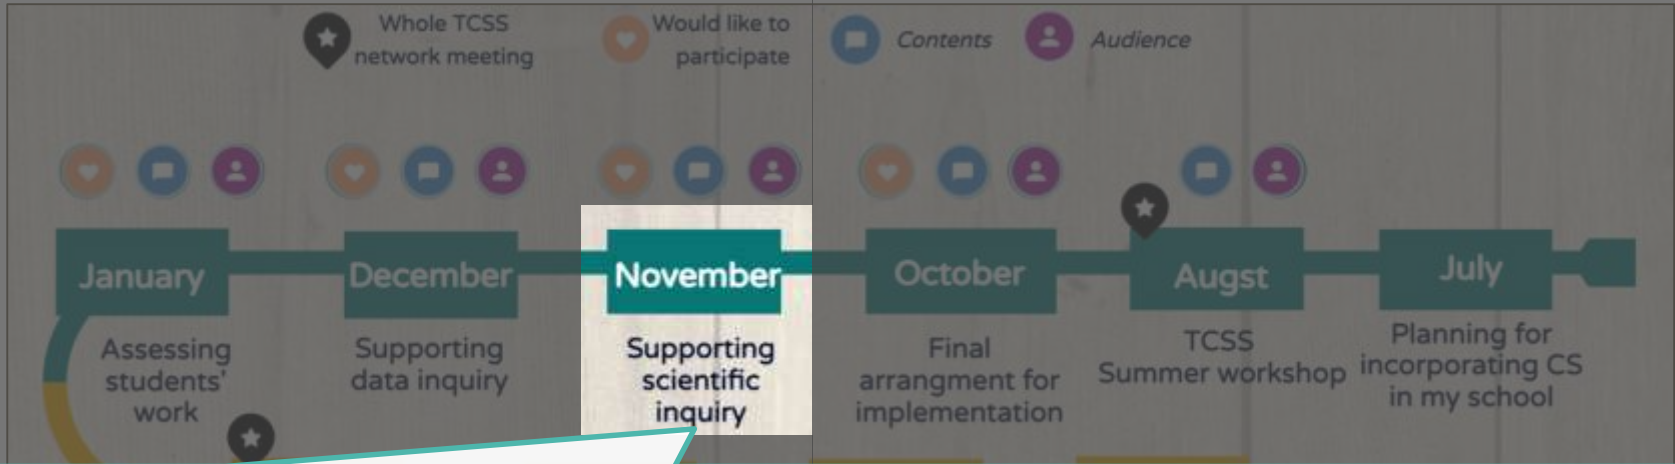 Whole TCSS
network meeting
Would like to
participate
Contents
Audience
January
December
November
October
Augst
July
Assessing
students'
work
Supporting
data inquiry
Supporting
scientific
inquiry
Final
arrangment for
implementation
TCSS
Summer workshop
Planning for
incorporating CS
in my school